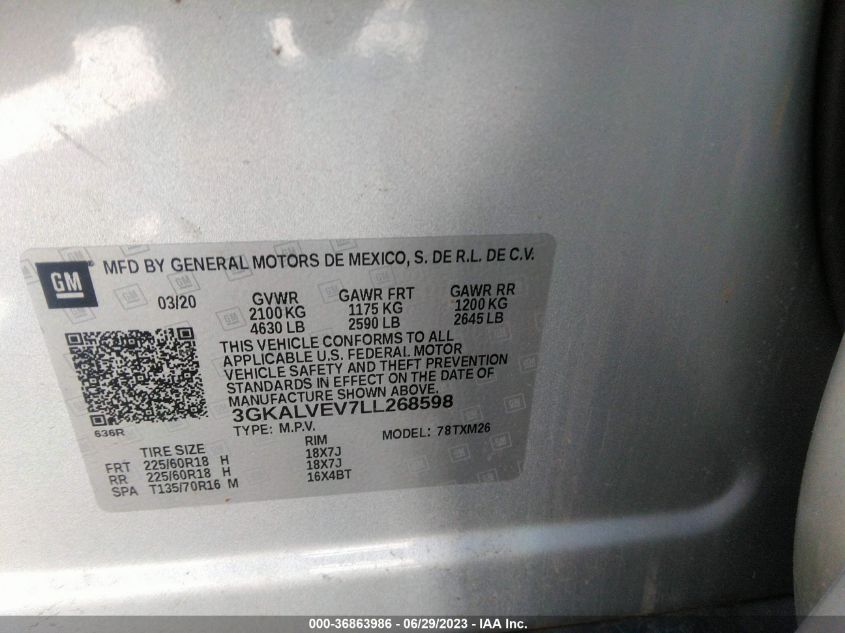 GM
MFD BY GENERAL MOTORS DE MEXICO, S. DE R.L. DE C.V.
03/20 GVWR GAWR FRT GAWR RR
2100 KG 1175 KG 1200 KG
4630 LB 2590 LB 2645 LB
THIS VEHICLE CONFORMS TO ALL
APPLICABLE U.S. FEDERAL MOTOR
VEHICLE SAFETY AND THEFT PREVENTION
STANDARDS IN EFFECT ON THE DATE OF
MANUFACTURE SHOWN ABOVE.
3GKALVEV7LL268598
636R
TYPE: M.P.V. MODEL: 78TXM26
TIRE SIZE RIM
FRT 225/60R18 H 18X7J
RR 225/60R18 H 18X7J
SPA T135/70R16 M 16X4BT
000-36863986 - 06/29/2023 - IAA Inc.